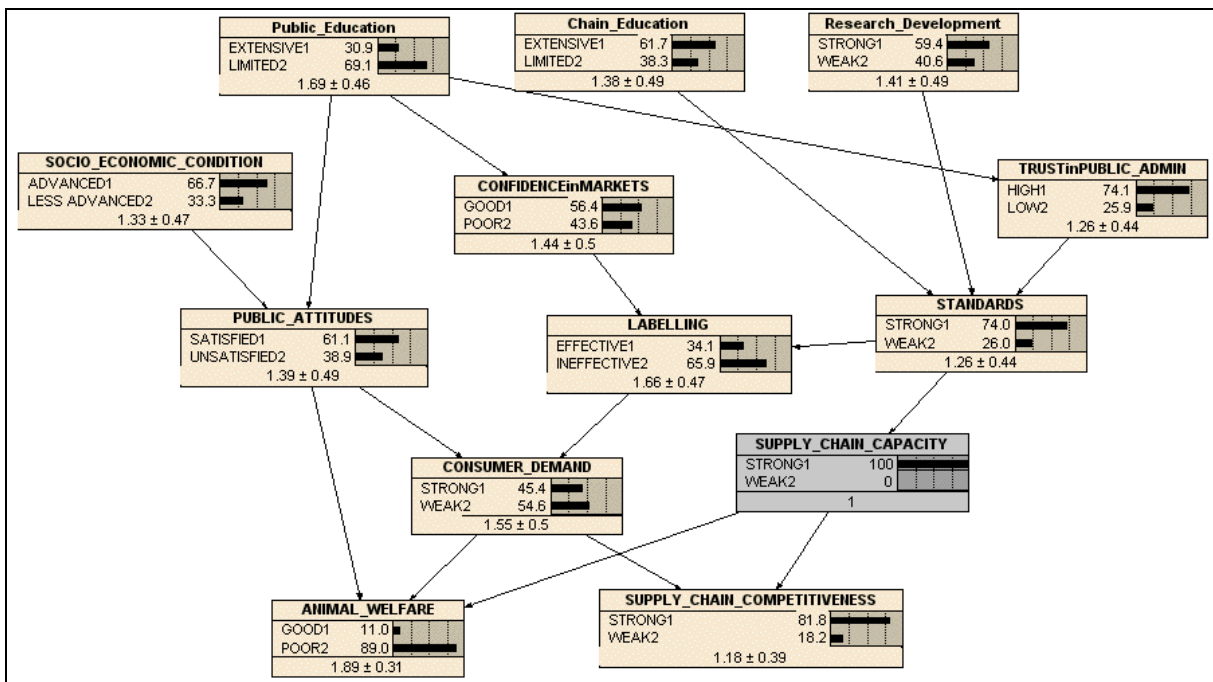 Public_Education
EXTENSIVE1 30.9
LIMITED2 69.1
1.69 ± 0.46
Chain_Education
EXTENSIVE1 61.7
LIMITED2 38.3
1.38 ± 0.49
Research_Development
STRONG1 59.4
WEAK2 40.6
1.41 ± 0.49
SOCIO_ECONOMIC_CONDITION
ADVANCED1 66.7
LESS ADVANCED2 33.3
1.33 ± 0.47
CONFIDENCEinMARKETS
GOOD1 56.4
POOR2 43.6
1.44 ± 0.5
TRUSTinPUBLIC_ADMIN
HIGH1 74.1
LOW2 25.9
1.26 ± 0.44
PUBLIC_ATTITUDES
SATISFIED1 61.1
UNSATISFIED2 38.9
1.39 ± 0.49
LABELLING
EFFECTIVE1 34.1
INEFFECTIVE2 65.9
1.66 ± 0.47
STANDARDS
STRONG1 74.0
WEAK2 26.0
1.26 ± 0.44
CONSUMER_DEMAND
STRONG1 45.4
WEAK2 54.6
1.55 ± 0.5
SUPPLY_CHAIN_CAPACITY
STRONG1 100
WEAK2 0
1
ANIMAL_WELFARE
GOOD1 11.0
POOR2 89.0
1.89 ± 0.31
SUPPLY_CHAIN_COMPETITIVENESS
STRONG1 81.8
WEAK2 18.2
1.18 ± 0.39